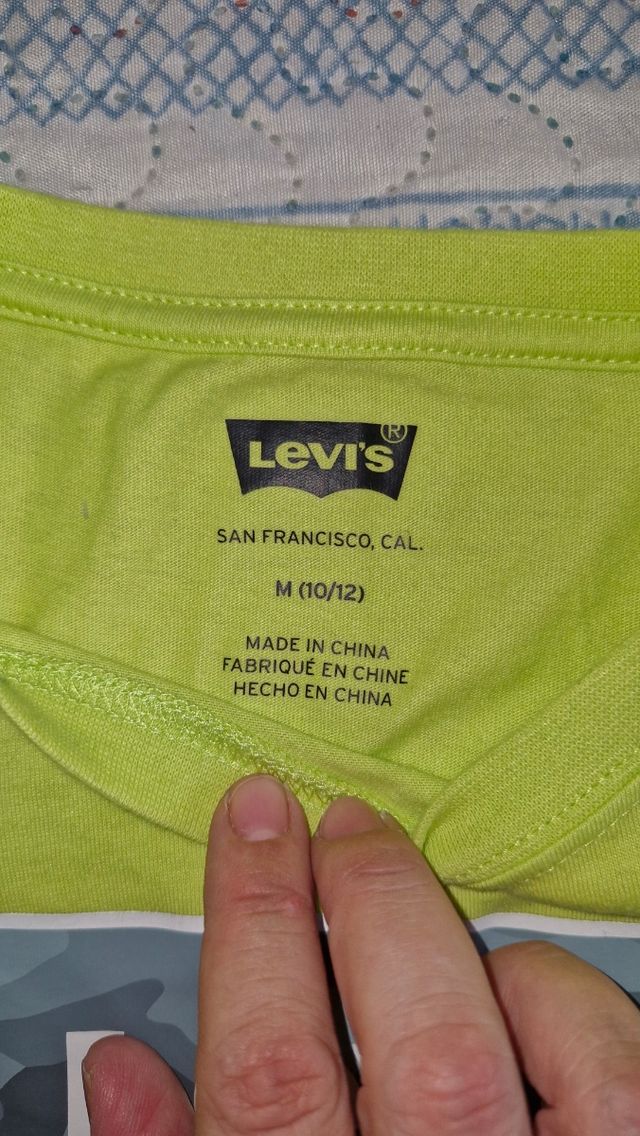 Levi's ®
SAN FRANCISCO, CAL.
M (10/12)
MADE IN CHINA
FABRIQUÉ EN CHINE
HECHO EN CHINA